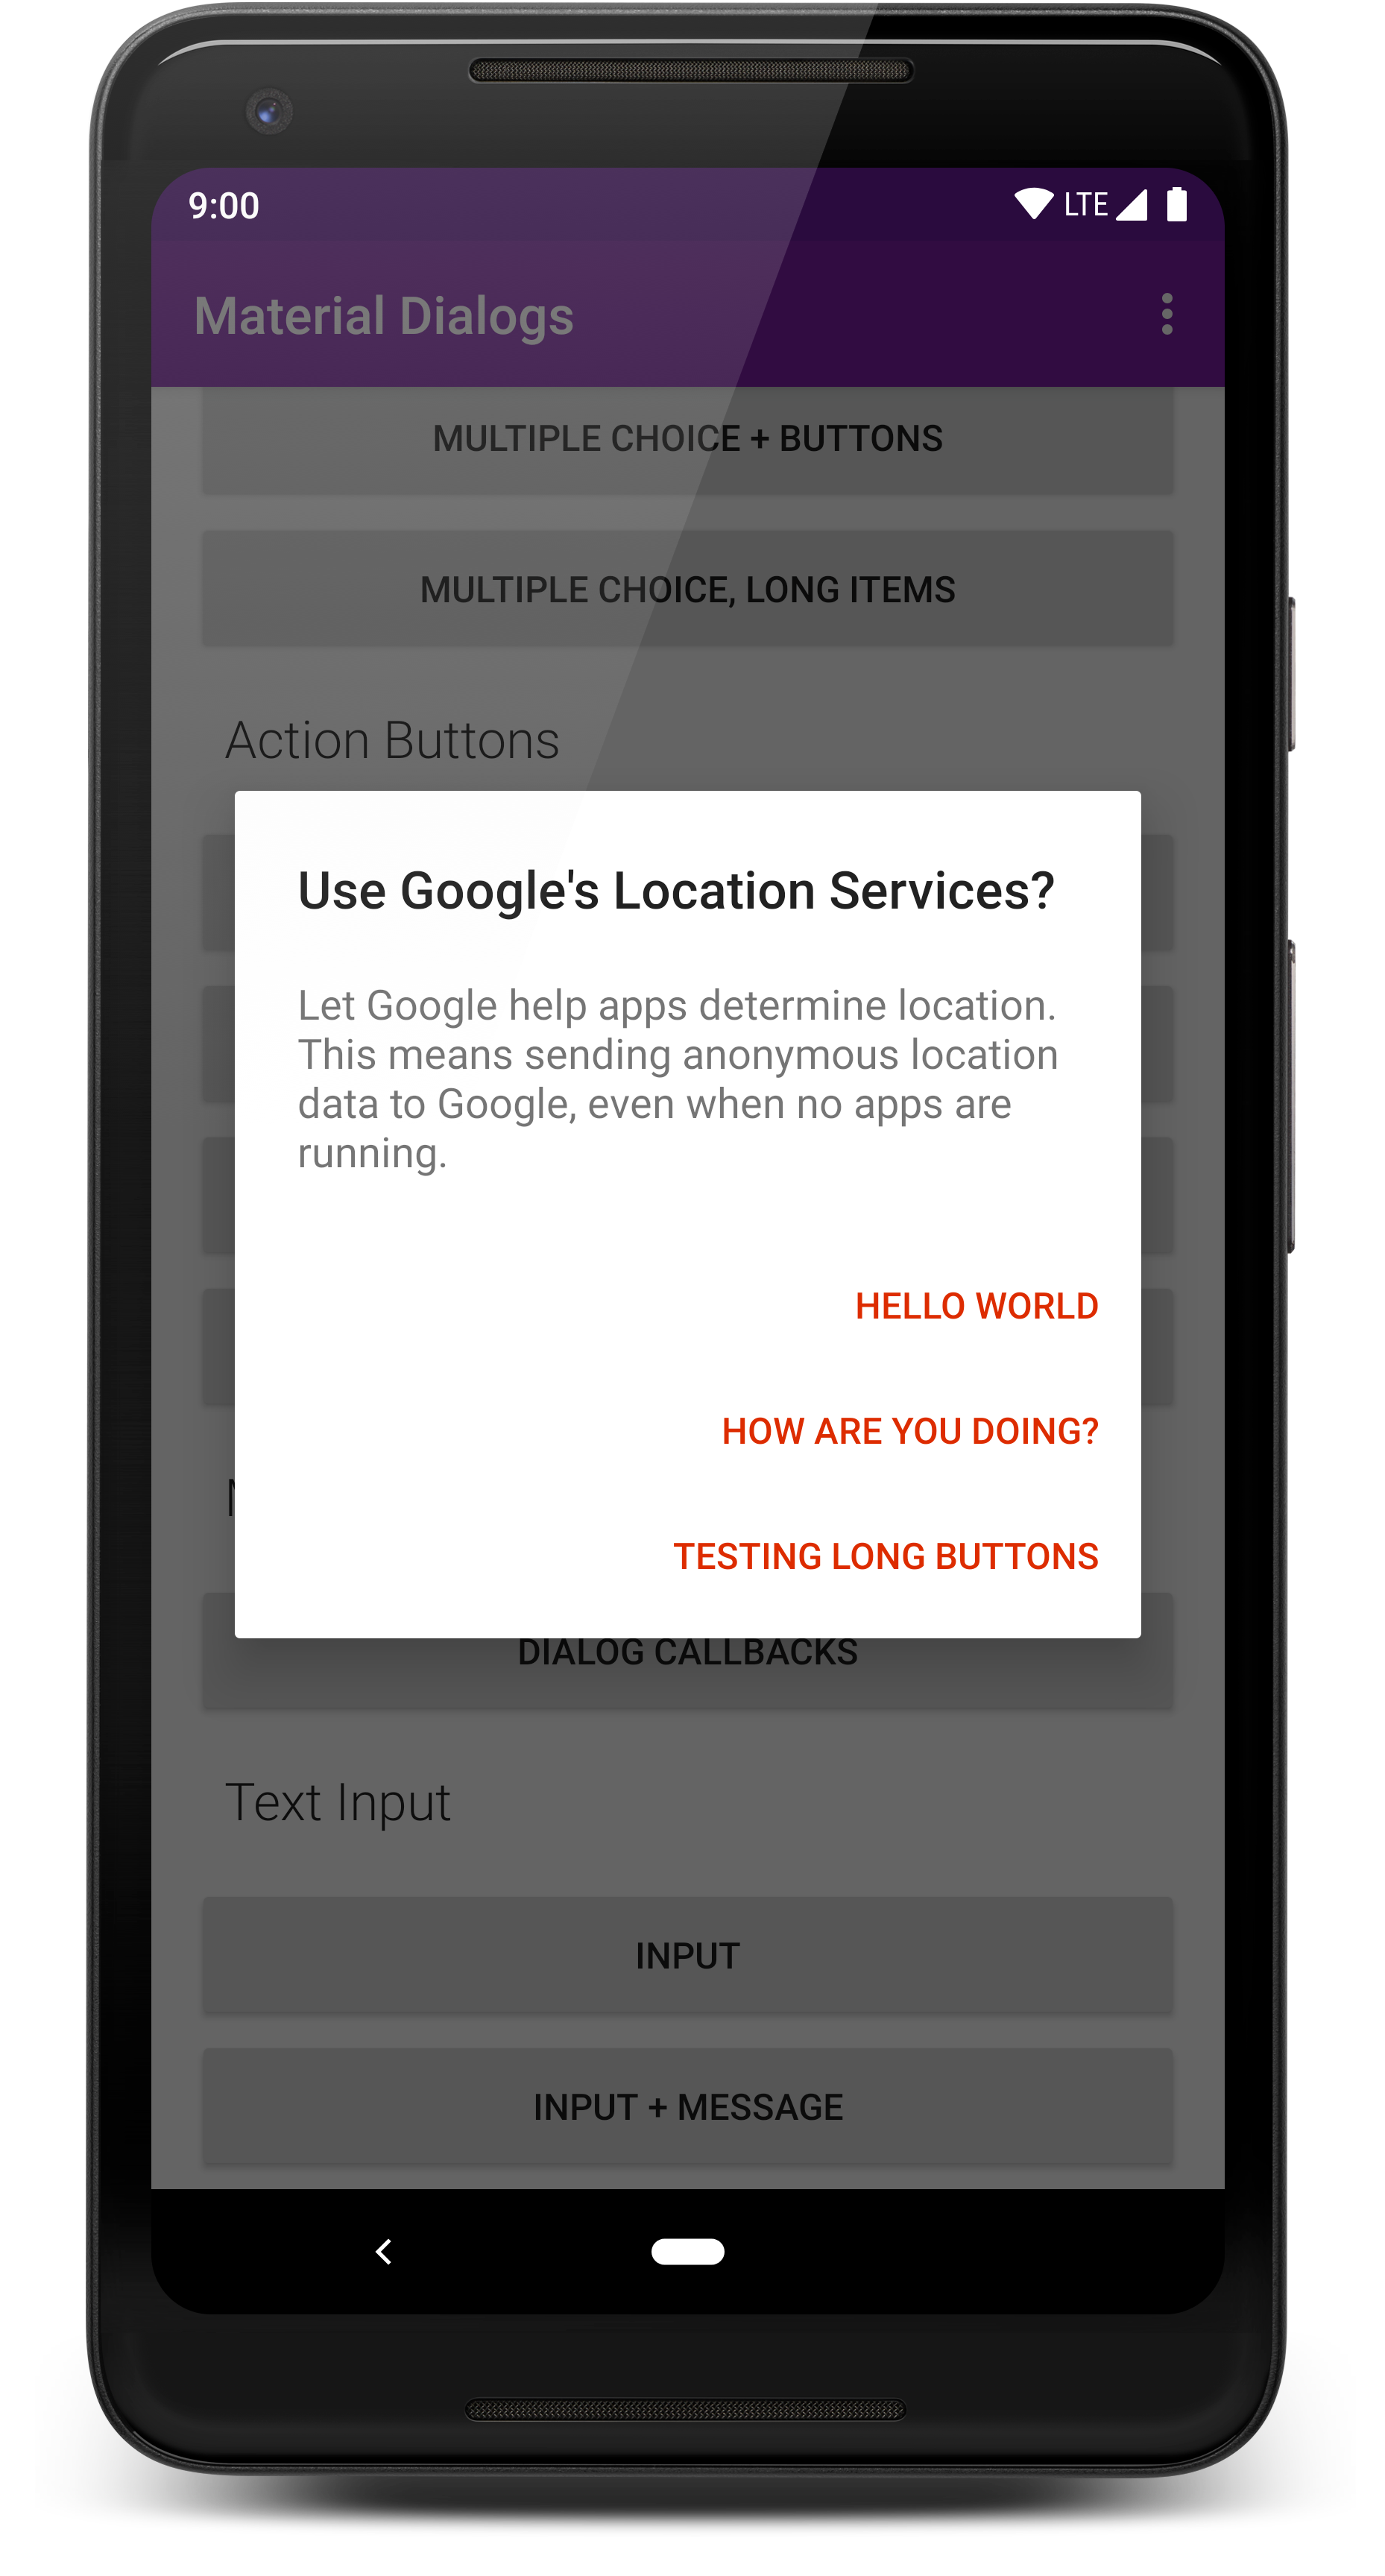 9:00 LTE
Material Dialogs
MULTIPLE CHOICE + BUTTONS
MULTIPLE CHOICE, LONG ITEMS
Action Buttons
Use Google's Location Services?
Let Google help apps determine location.
This means sending anonymous location
data to Google, even when no apps are
running.
HELLO WORLD
HOW ARE YOU DOING?
TESTING LONG BUTTONS
DIALOG CALLBACKS
Text Input
INPUT
INPUT + MESSAGE